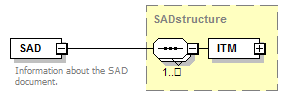 SADstructure
SAD
ITM
Information about the SAD
document.
1..